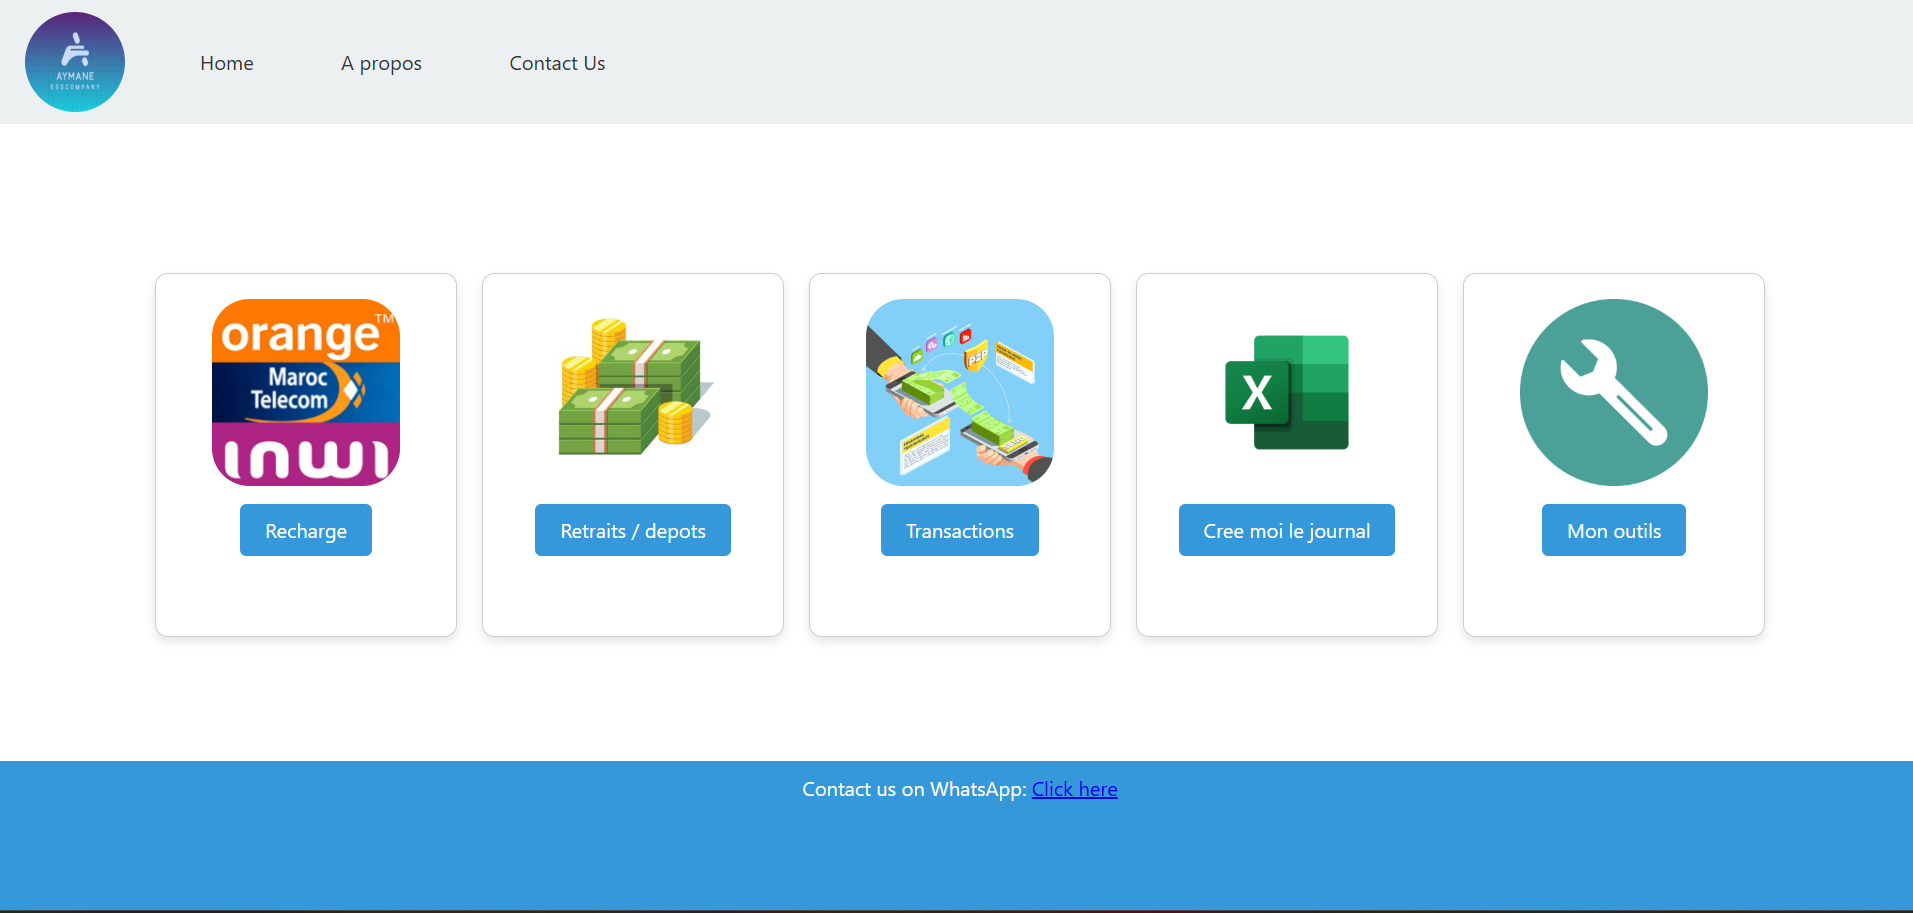 AYMANE
Home
A propos
Contact Us
orange™
Maroc
Telecom
inwi
P2P
X
Recharge
Retraits / depots
Transactions
Cree moi le journal
Mon outils
Contact us on WhatsApp: Click here